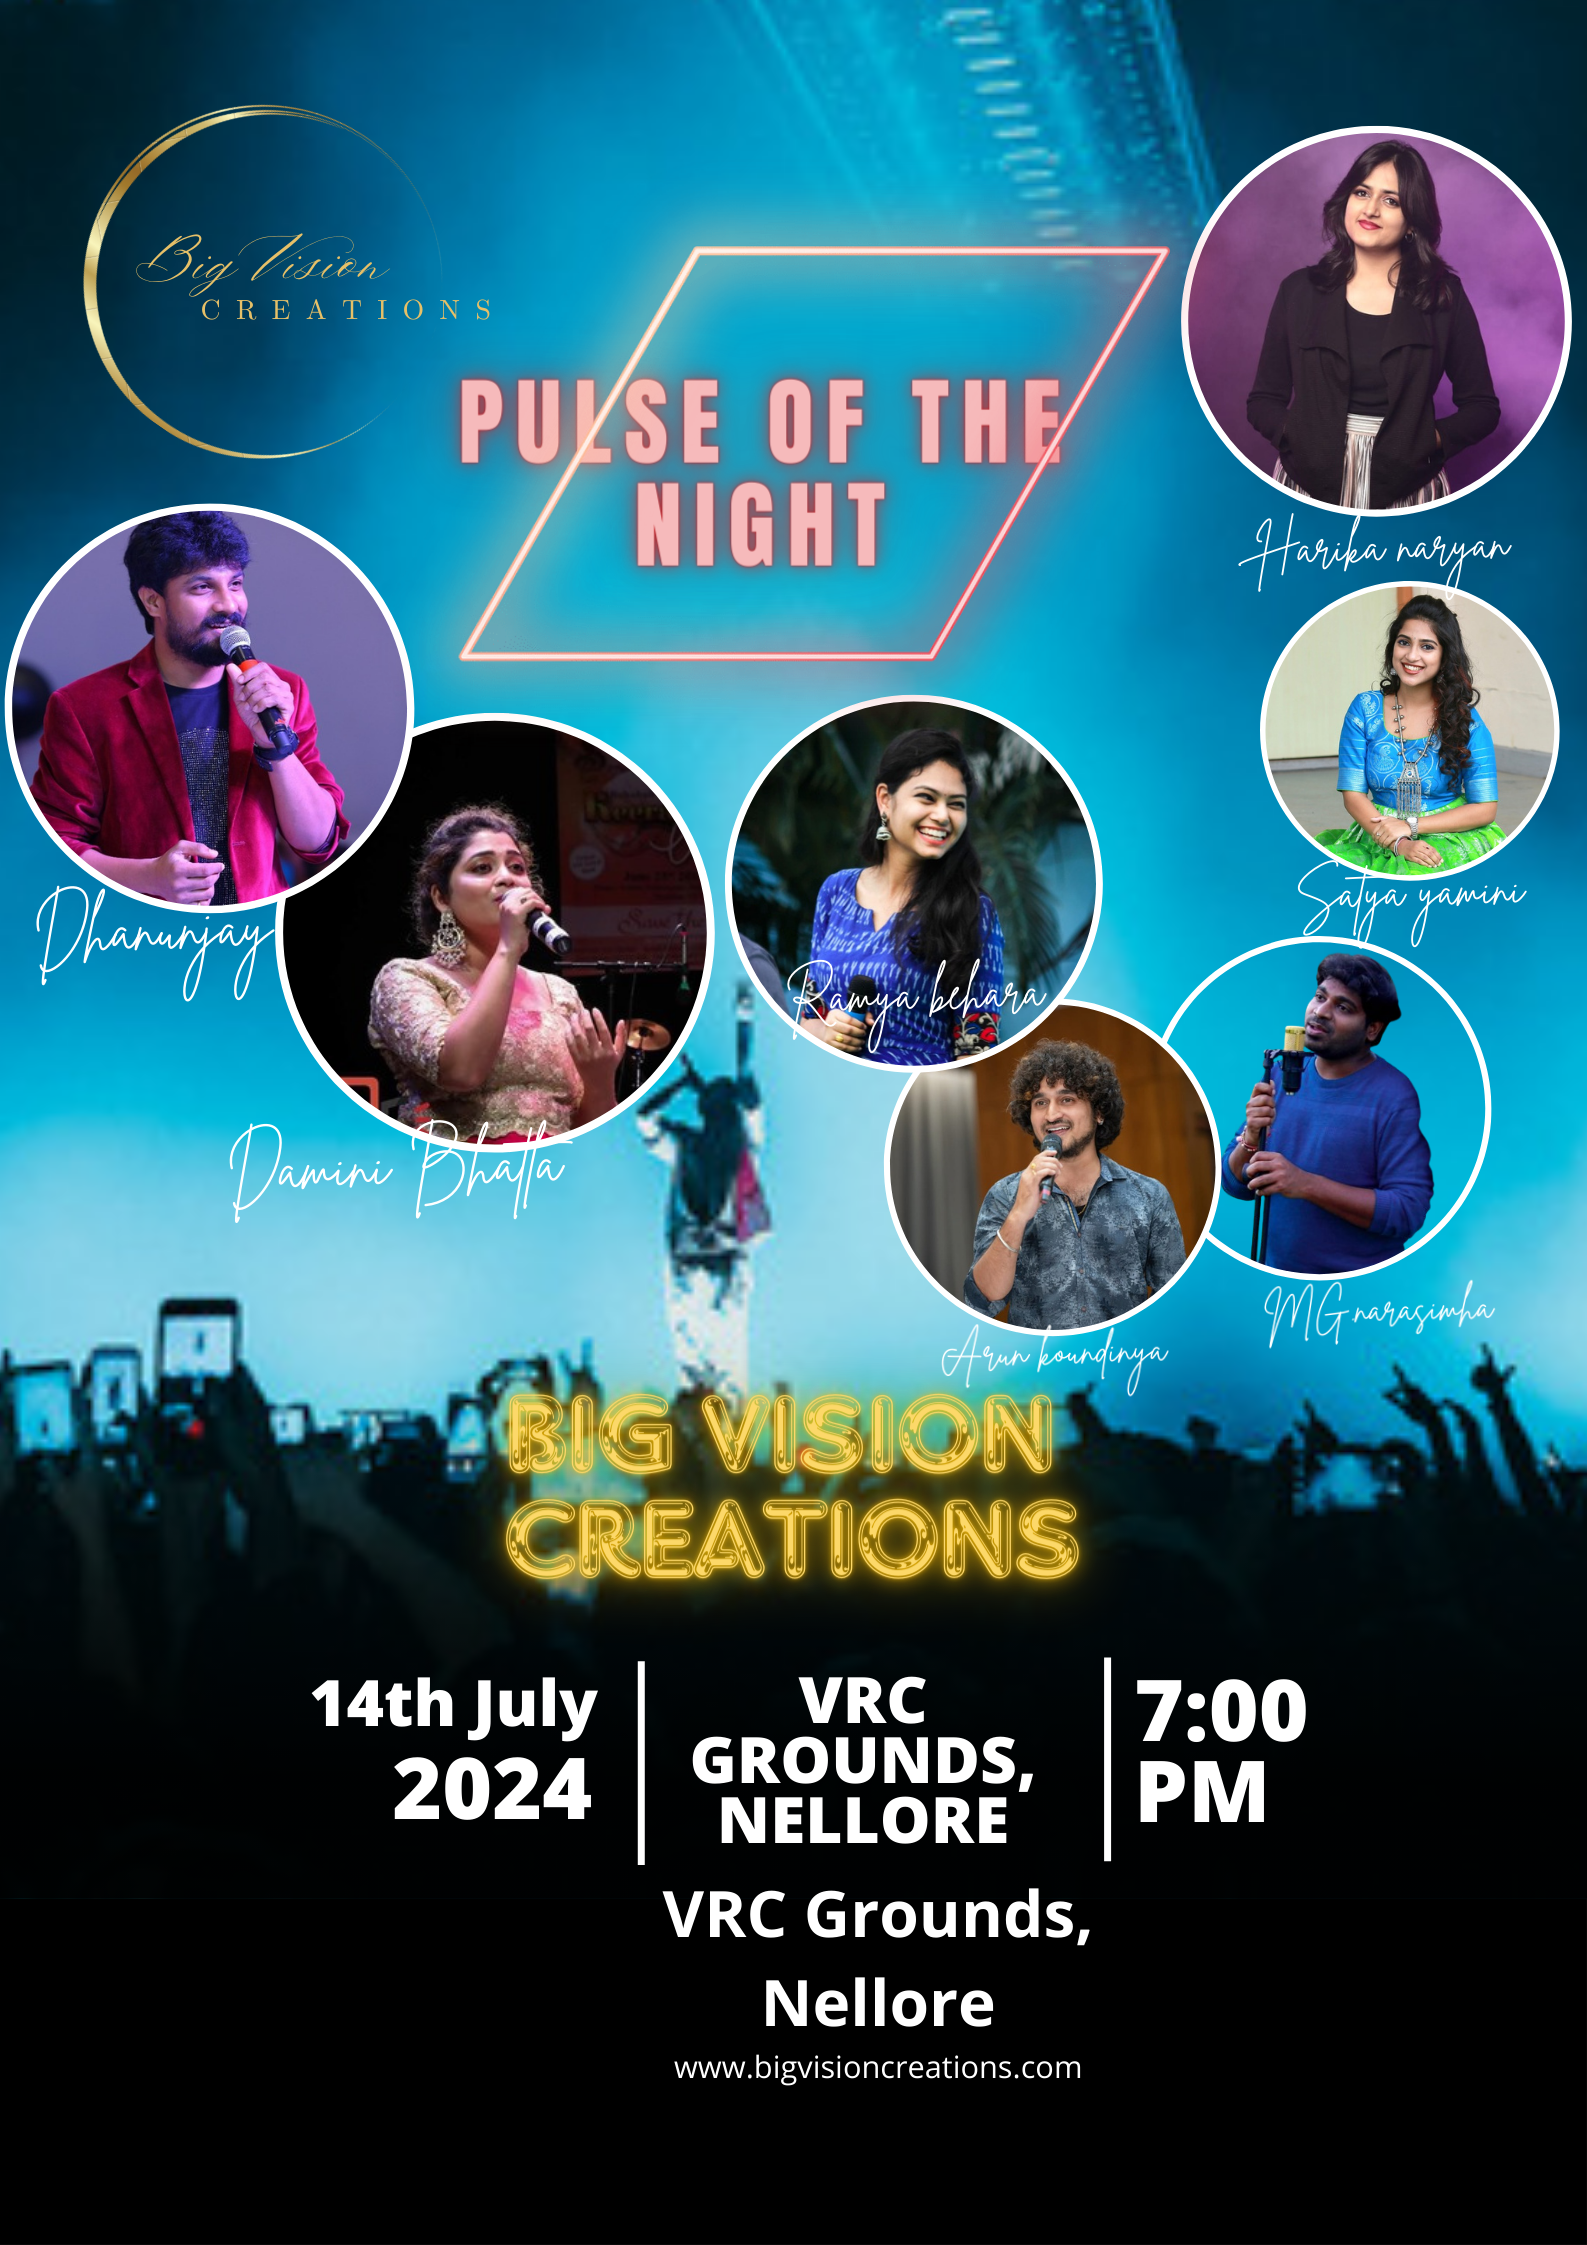 Big Vision
CREATIONS
PULSE OF THE
NIGHT
Harika naryan
Dhanunjay
Satya yamini
Ramya behara
Damini Bhatla
MG narasimha
Arun koundinya
BIG VISION
CREATIONS
14th July
2024
VRC
GROUNDS,
NELLORE
7:00
PM
VRC Grounds,
Nellore
www.bigvisioncreations.com